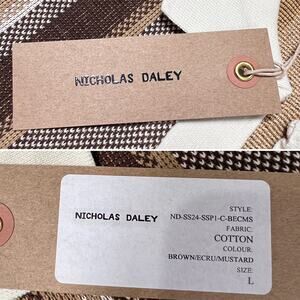 NICHOLAS DALEY
NICHOLAS DALEY
STYLE:
ND-SS24-SSP1-C-BECMS
FABRIC:
COTTON
COLOUR:
BROWN/ECRU/MUSTARD
SIZE:
L